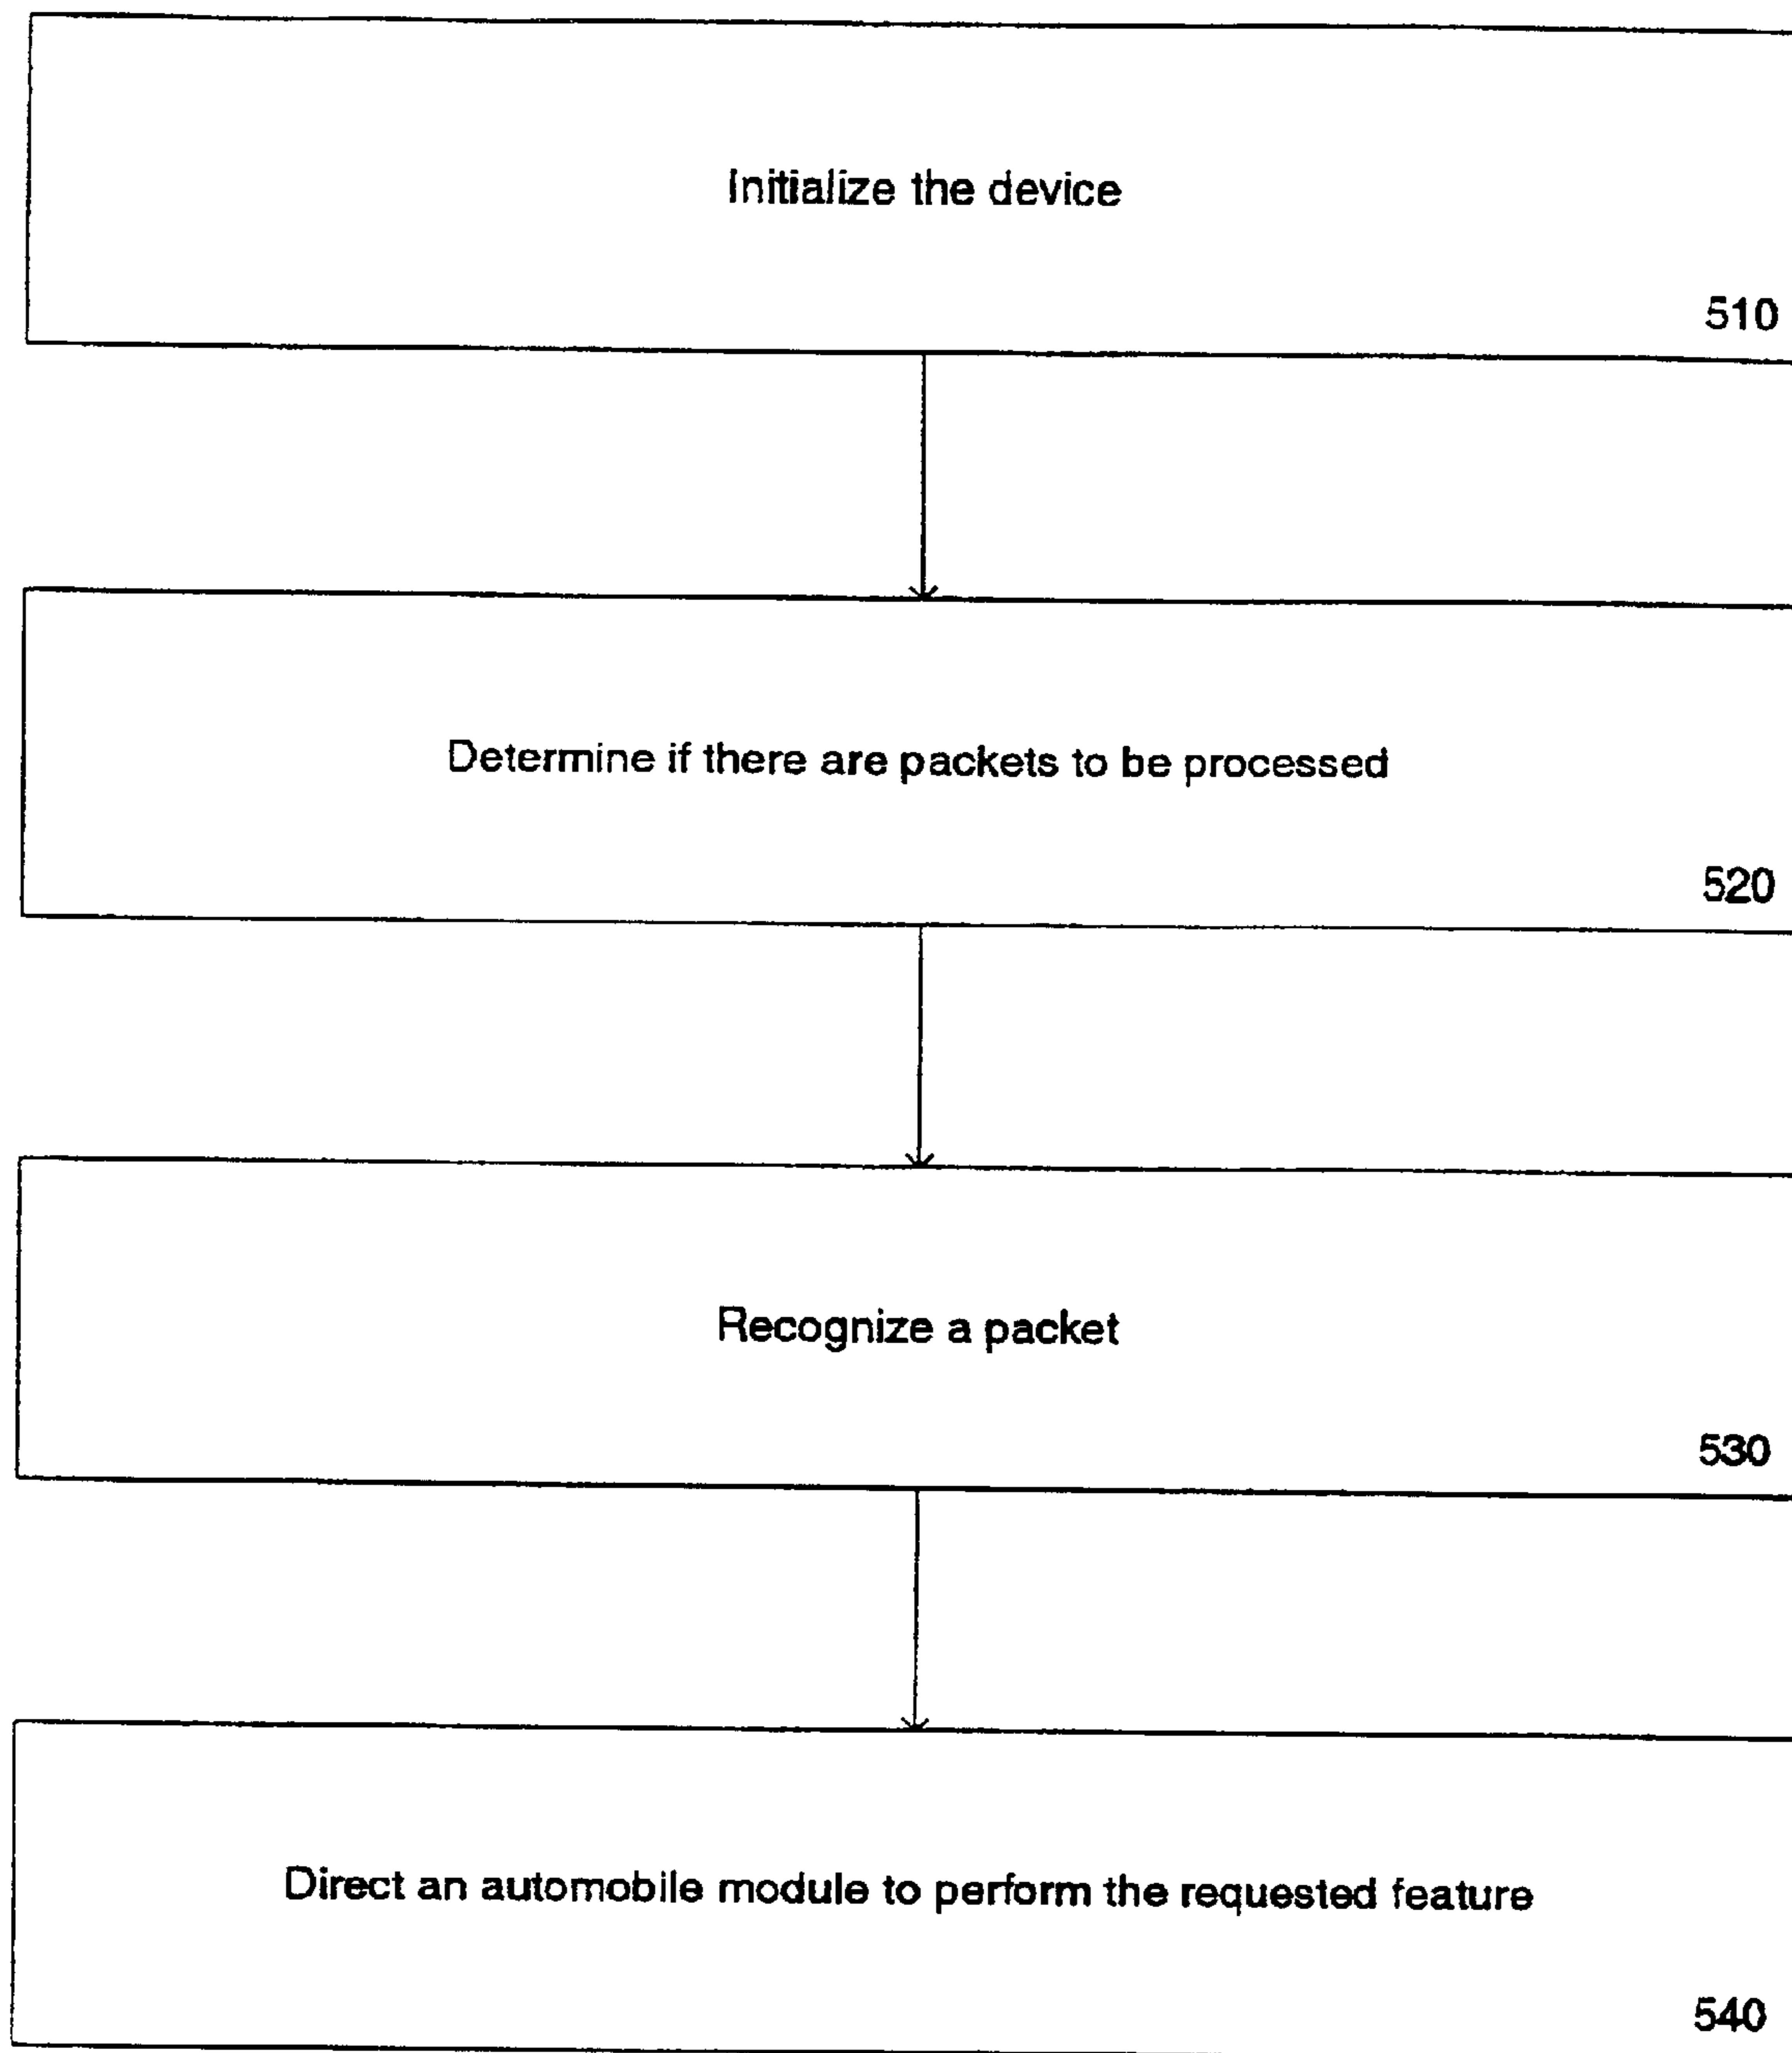 Initialize the device
510
Determine if there are packets to be processed
520
Recognize a packet
530
Direct an automobile module to perform the requested feature
540